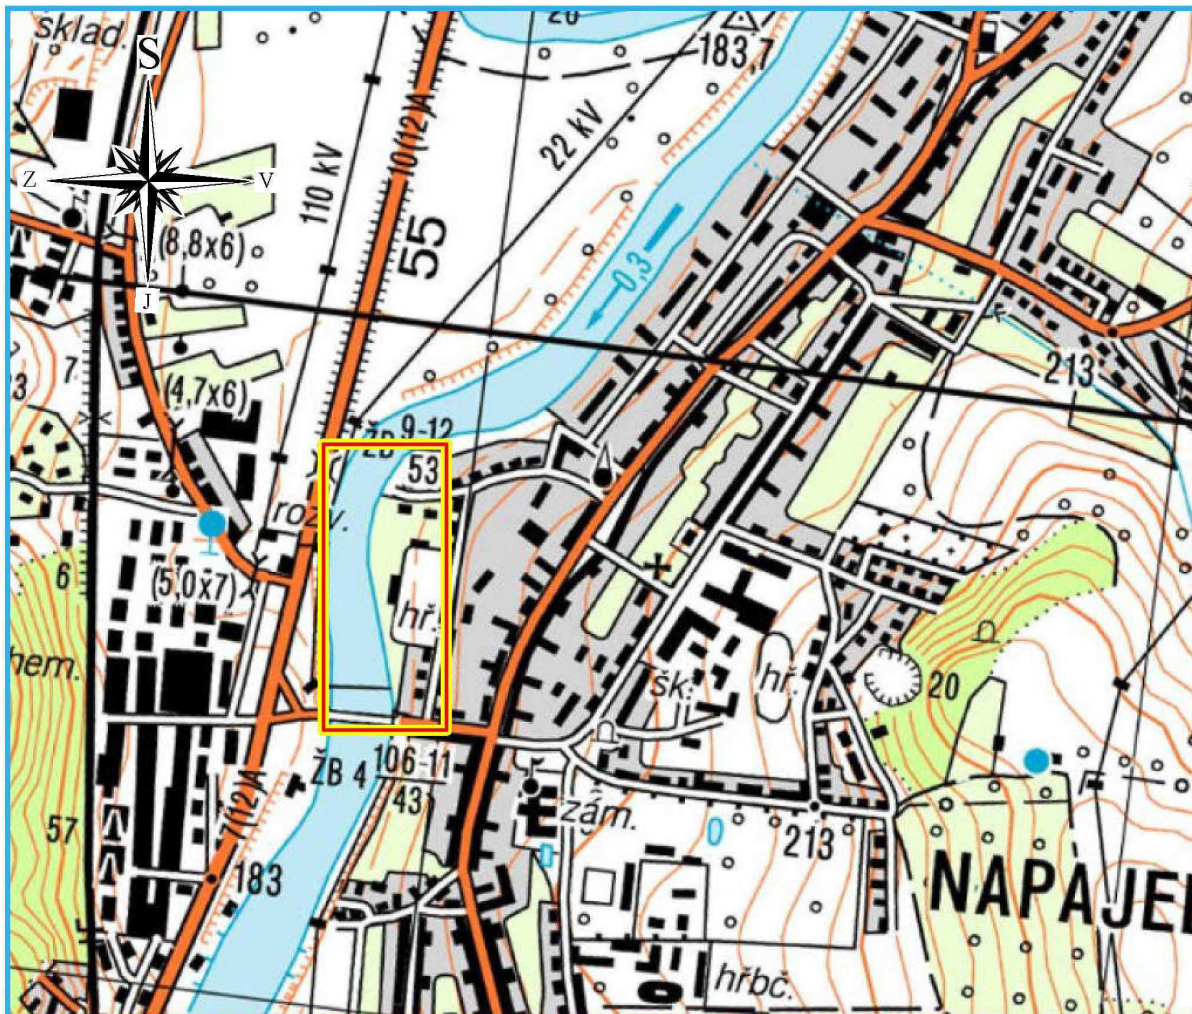 sklad.
20
S
183,7
22 kV
110 kV
10(12)A
Z
V
55
(8,8x6)
0,3
J
7
213
(4,7x6)
ŽB
9-12
53
rozv.
6
(5,0x7)
hř.
hem.
šk.
hř.
20
ŽB 4
106-11
43
7(12)A
57
zám.
183
213
NAPAJE
hřbč.